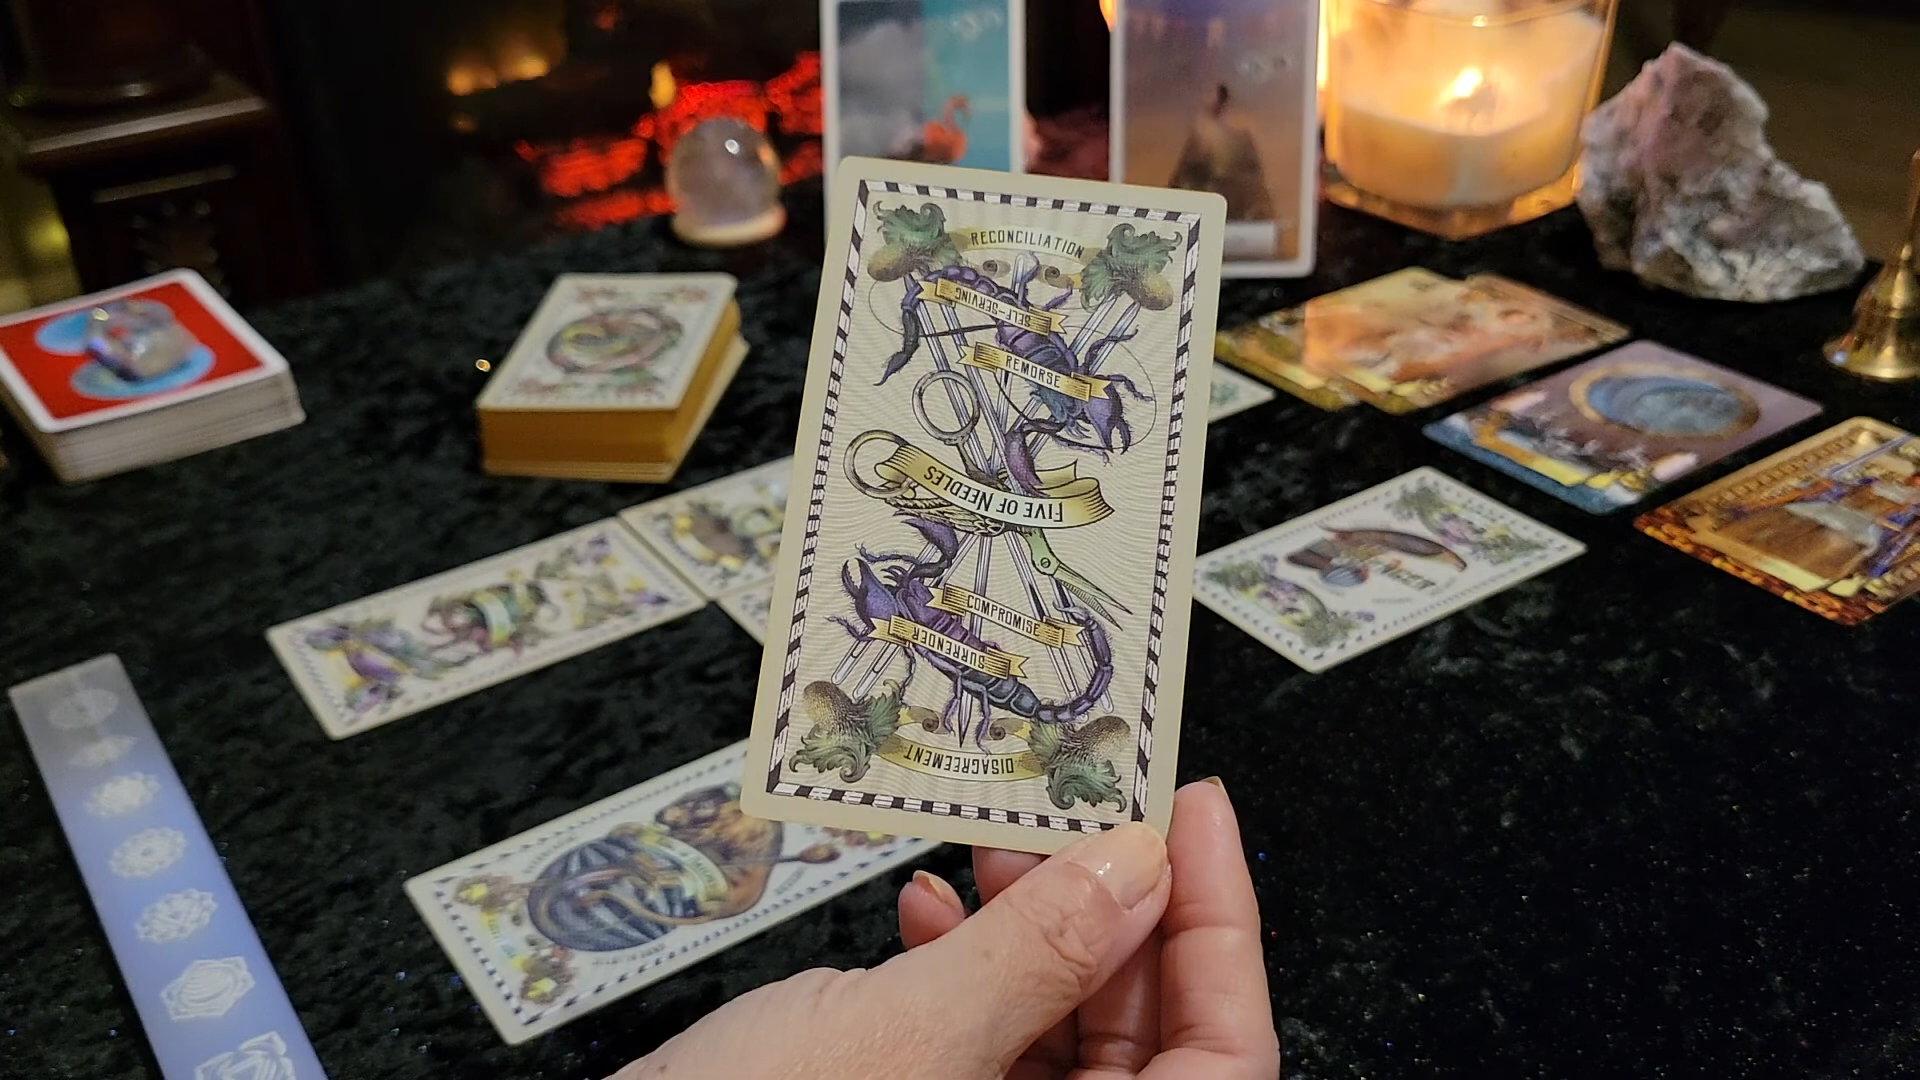 RECONCILIATION
SELF-SERVING
REMORSE
FIVE OF NEEDLES
COMPROMISE
SURRENDER
DISAGREEMENT